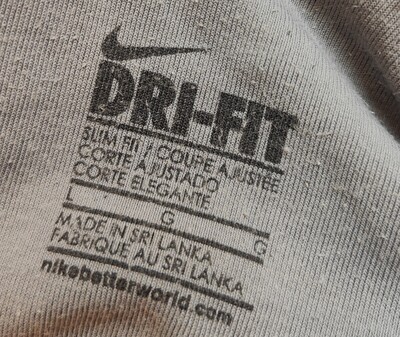 DRI-FIT
SLIM FIT / COUPE AJUSTÉE
CORTE AJUSTADO
CORTE ELEGANTE
L G G
MADE IN SRI LANKA
FABRIQUE AU SRI LANKA
nikebetterworld.com